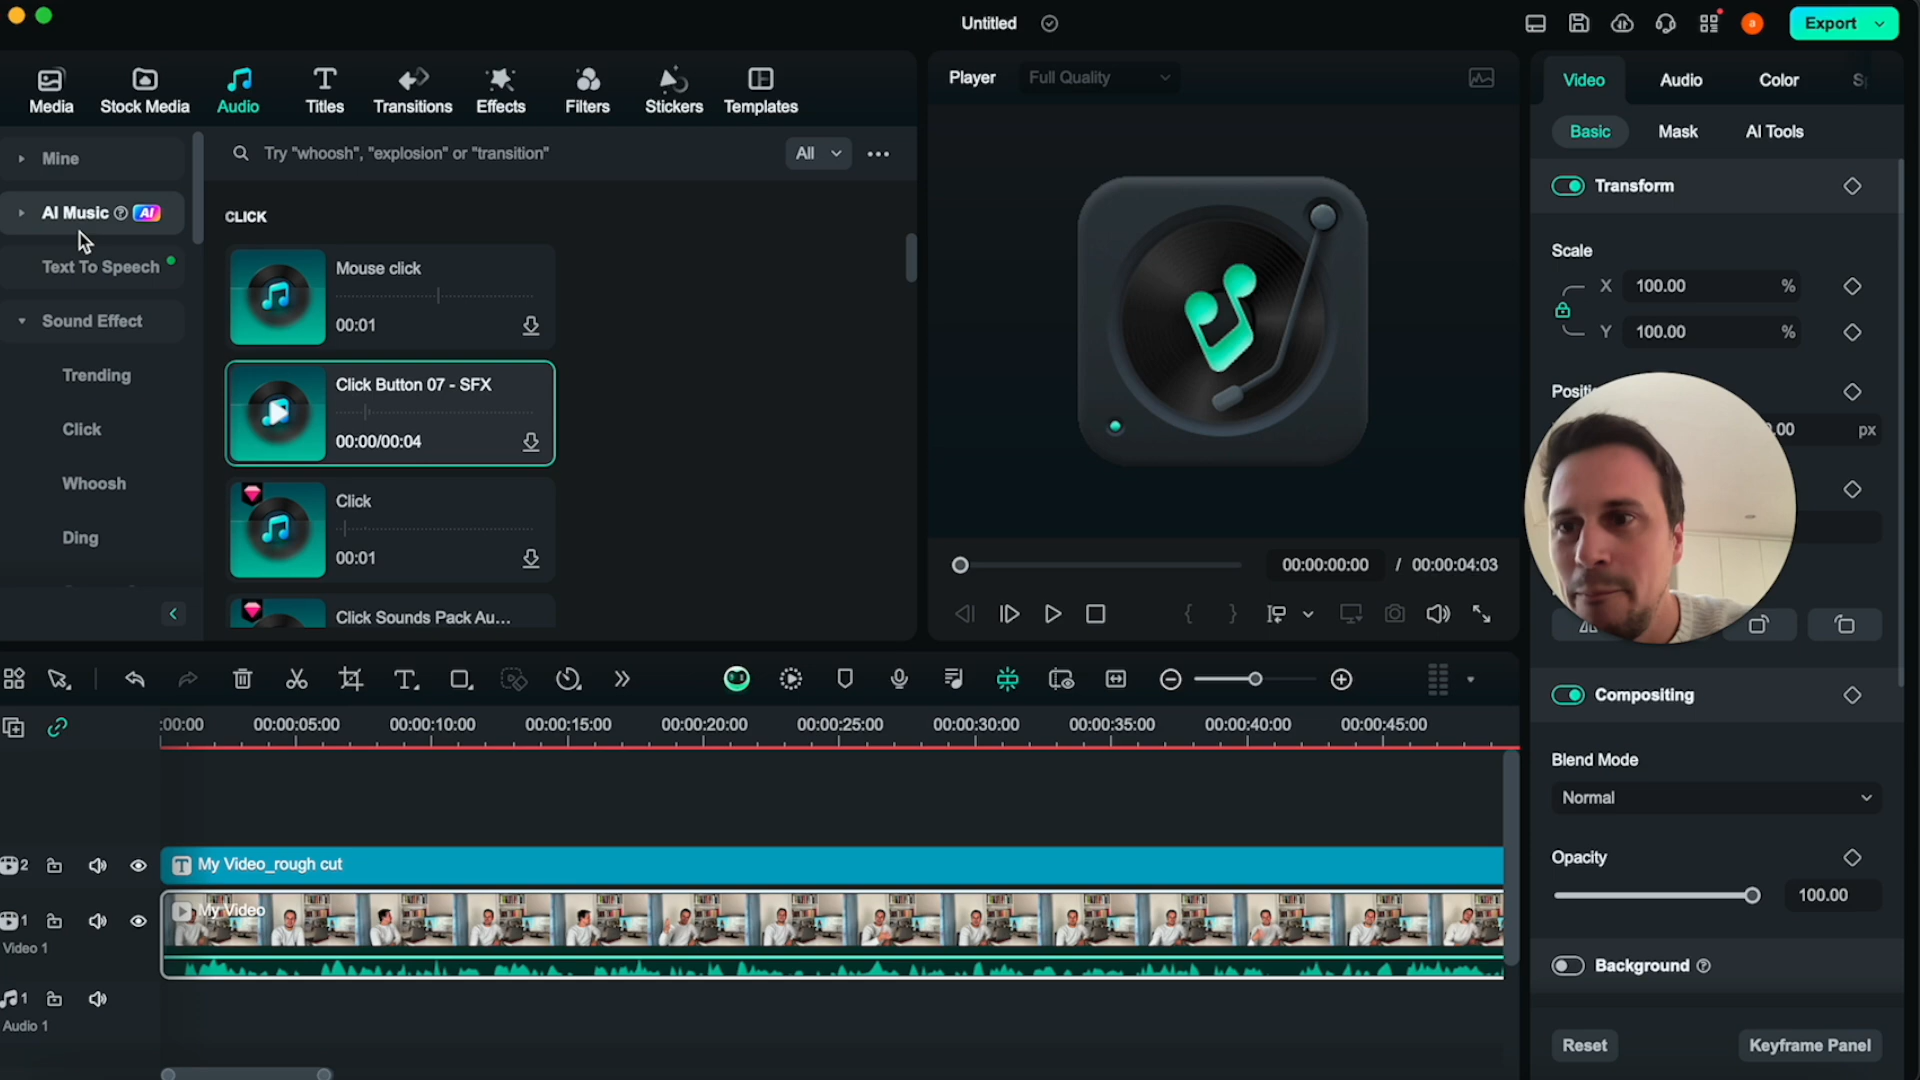 Untitled
Export
Media
Stock Media
Audio
Titles
Transitions
Effects
Filters
Stickers
Templates
Mine
AI Music
AI
Text To Speech
Sound Effect
Trending
Click
Whoosh
Ding
Try "whoosh", "explosion" or "transition"
All
CLICK
Mouse click
00:01
Click Button 07 - SFX
00:00/00:04
Click
00:01
Click Sounds Pack Au...
Player
Full Quality
00:00:00:00 / 00:00:04:03
Video
Audio
Color
Basic
Mask
AI Tools
Transform
Scale
X 100.00 %
Y 100.00 %
.00 px
Compositing
Blend Mode
Normal
Opacity
100.00
Background
Reset
Keyframe Panel
:00:00
00:00:05:00
00:00:10:00
00:00:15:00
00:00:20:00
00:00:25:00
00:00:30:00
00:00:35:00
00:00:40:00
00:00:45:00
2
My Video_rough cut
1
My Video
Video 1
1
Audio 1
a